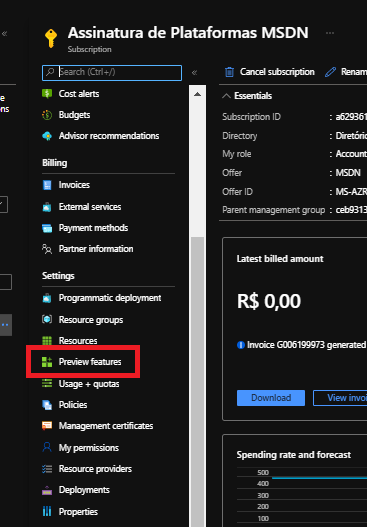 Assinatura de Plataformas MSDN
Subscription
Search (Ctrl+/)
Cost alerts
Budgets
Advisor recommendations
Billing
Invoices
External services
Payment methods
Partner information
Settings
Programmatic deployment
Resource groups
Resources
Preview features
Usage + quotas
Policies
Management certificates
My permissions
Resource providers
Deployments
Properties
Cancel subscription Renam
Essentials
Subscription ID : a62936
Directory : Diretóri
My role : Account
Offer : MSDN
Offer ID : MS-AZR
Parent management group : ceb9313
Latest billed amount
R$ 0,00
Invoice G006199973 generated
Download View invoi
Spending rate and forecast
500
400
300
200
100